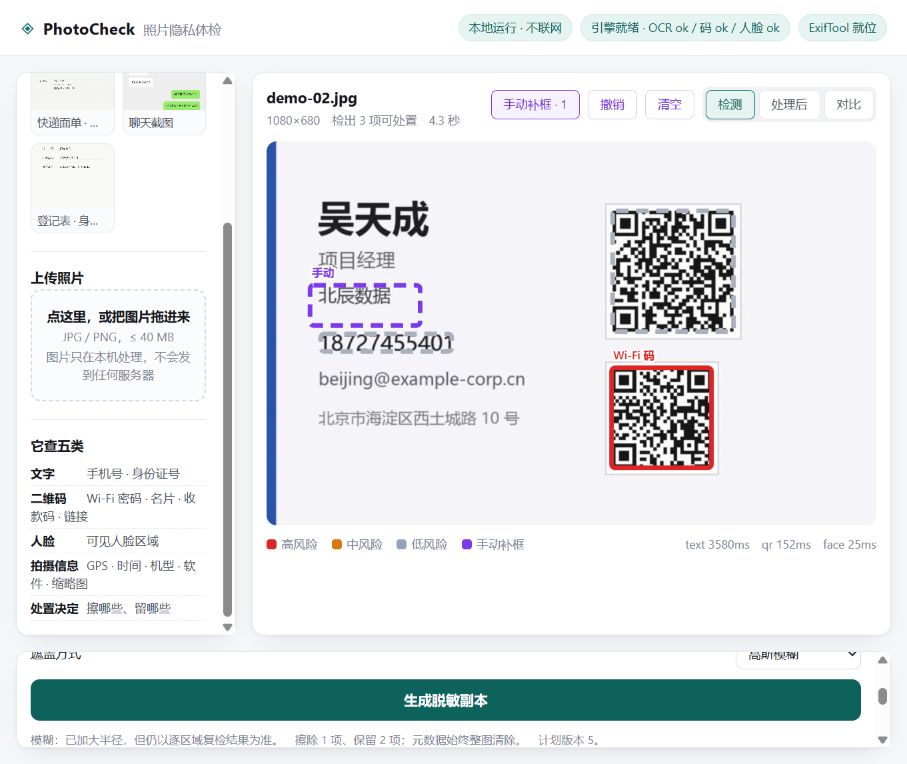 PhotoCheck 照片隐私体检
本地运行 · 不联网
引擎就绪 · OCR ok / 码 ok / 人脸 ok
ExifTool 就位
快递面单 · ...
聊天截图
登记表 · 身...
上传照片
点这里，或把图片拖进来
JPG / PNG，≤ 40 MB
图片只在本机处理，不会发
到任何服务器
它查五类
文字 手机号 · 身份证号
二维码 Wi-Fi 密码 · 名片 · 收
款码 · 链接
人脸 可见人脸区域
拍摄信息 GPS · 时间 · 机型 · 软
件 · 缩略图
处置决定 擦哪些、留哪些
demo-02.jpg
1080×680 检出 3 项可处置 4.3 秒
手动补框 · 1
撤销
清空
检测
处理后
对比
吴天成
项目经理
手动
北辰数据
18727455401
beijing@example-corp.cn
北京市海淀区西土城路 10 号
Wi-Fi 码
高风险 中风险 低风险 手动补框
text 3580ms qr 152ms face 25ms
遮盖方式
高斯模糊
生成脱敏副本
模糊：已加大半径，但仍以逐区域复检结果为准。 擦除 1 项、保留 2 项；元数据始终整图清除。 计划版本 5。